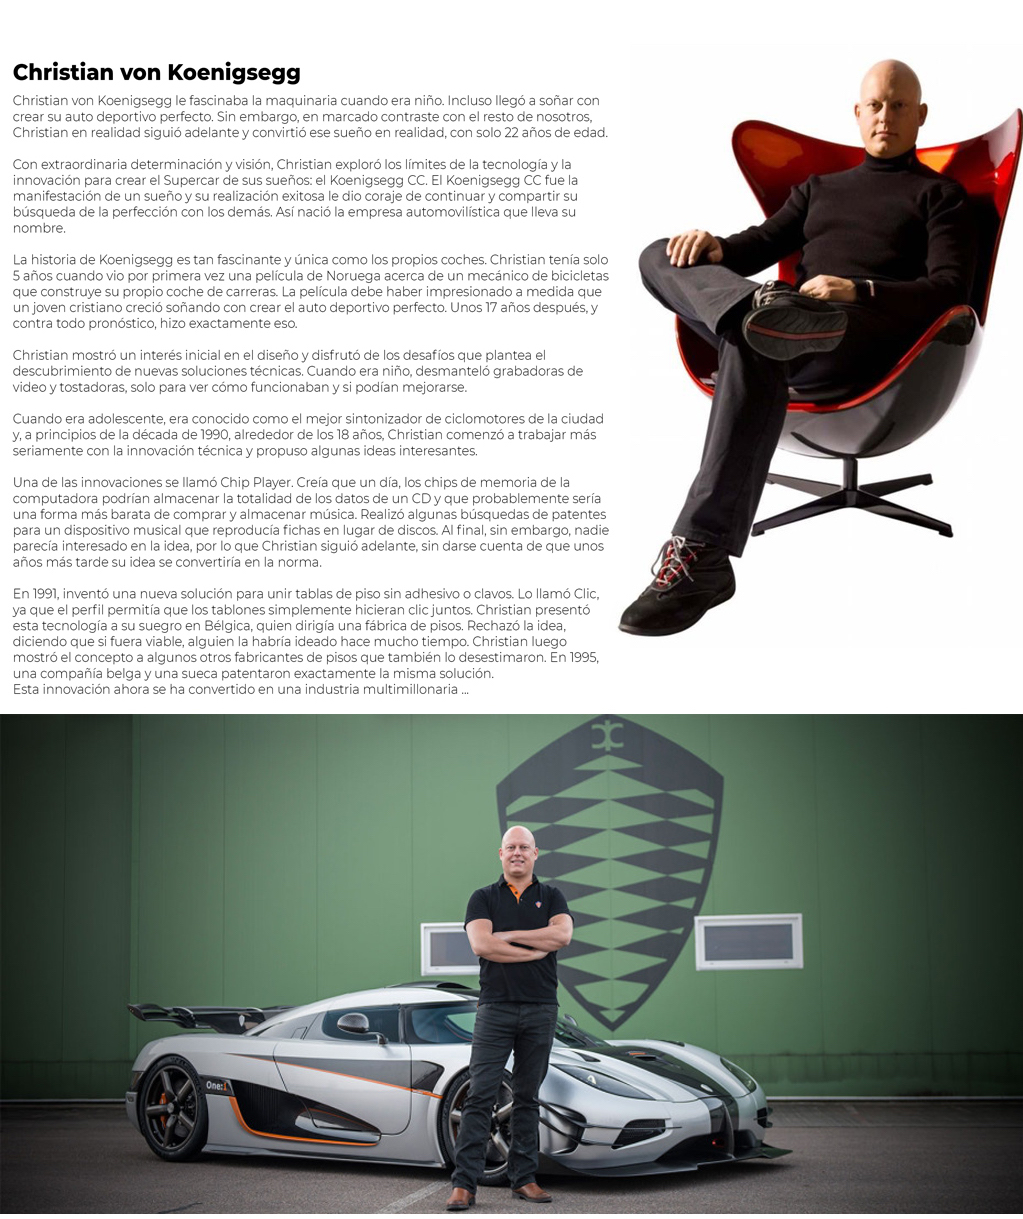 Christian von Koenigsegg
Christian von Koenigsegg le fascinaba la maquinaria cuando era niño. Incluso llegó a soñar con
crear su auto deportivo perfecto. Sin embargo, en marcado contraste con el resto de nosotros,
Christian en realidad siguió adelante y convirtió ese sueño en realidad, con solo 22 años de edad.
Con extraordinaria determinación y visión, Christian exploró los límites de la tecnología y la
innovación para crear el Supercar de sus sueños: el Koenigsegg CC. El Koenigsegg CC fue la
manifestación de un sueño y su realización exitosa le dio coraje de continuar y compartir su
búsqueda de la perfección con los demás. Así nació la empresa automovilística que lleva su
nombre.
La historia de Koenigsegg es tan fascinante y única como los propios coches. Christian tenía solo
5 años cuando vio por primera vez una película de Noruega acerca de un mecánico de bicicletas
que construye su propio coche de carreras. La película debe haber impresionado a medida que
un joven cristiano creció soñando con crear el auto deportivo perfecto. Unos 17 años después, y
contra todo pronóstico, hizo exactamente eso.
Christian mostró un interés inicial en el diseño y disfrutó de los desafíos que plantea el
descubrimiento de nuevas soluciones técnicas. Cuando era niño, desmanteló grabadoras de
video y tostadoras, solo para ver cómo funcionaban y si podían mejorarse.
Cuando era adolescente, era conocido como el mejor sintonizador de ciclomotores de la ciudad
y, a principios de la década de 1990, alrededor de los 18 años, Christian comenzó a trabajar más
seriamente con la innovación técnica y propuso algunas ideas interesantes.
Una de las innovaciones se llamó Chip Player. Creía que un día, los chips de memoria de la
computadora podrían almacenar la totalidad de los datos de un CD y que probablemente sería
una forma más barata de comprar y almacenar música. Realizó algunas búsquedas de patentes
para un dispositivo musical que reproducía fichas en lugar de discos. Al final, sin embargo, nadie
parecía interesado en la idea, por lo que Christian siguió adelante, sin darse cuenta de que unos
años más tarde su idea se convertiría en la norma.
En 1991, inventó una nueva solución para unir tablas de piso sin adhesivo o clavos. Lo llamó Clic,
ya que el perfil permitía que los tablones simplemente hicieran clic juntos. Christian presentó
esta tecnología a su suegro en Bélgica, quien dirigía una fábrica de pisos. Rechazó la idea,
diciendo que si fuera viable, alguien la habría ideado hace mucho tiempo. Christian luego
mostró el concepto a algunos otros fabricantes de pisos que también lo desestimaron. En 1995,
una compañía belga y una sueca patentaron exactamente la misma solución.
Esta innovación ahora se ha convertido en una industria multimillonaria ...
One:1